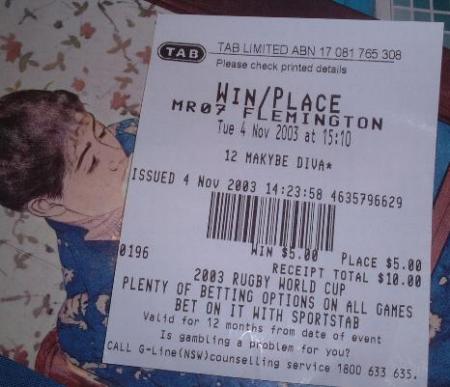 TAB TAB LIMITED ABN 17 081 765 308
Please check printed details
WIN/PLACE
MR07 FLEMINGTON
Tue 4 Nov 2003 at 15:10
12 MAKYBE DIVA*
ISSUED 4 Nov 2003 14:23:58 4635796629
0196 WIN $5.00 PLACE $5.00
RECEIPT TOTAL $10.00
2003 RUGBY WORLD CUP
PLENTY OF BETTING OPTIONS ON ALL GAMES
BET ON IT WITH SPORTSTAB
Valid for 12 months from date of event
Is gambling a problem for you?
CALL G-Line(NSW)counselling service 1800 633 635.